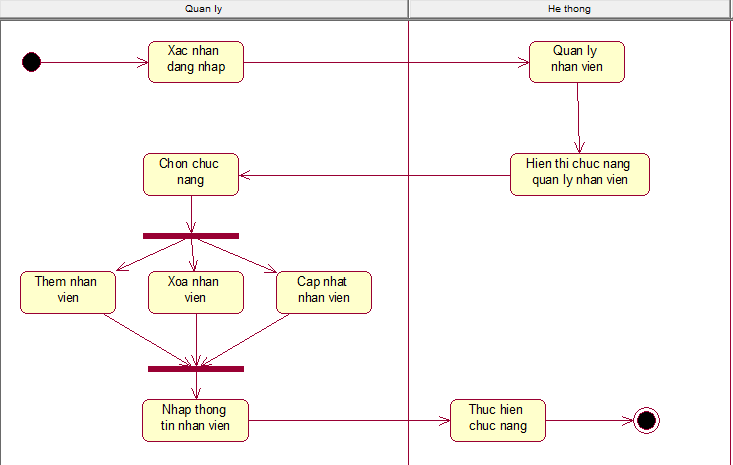 Quan ly
He thong
Xac nhan
dang nhap
Quan ly
nhan vien
Chon chuc
nang
Hien thi chuc nang
quan ly nhan vien
Them nhan
vien
Xoa nhan
vien
Cap nhat
nhan vien
Nhap thong
tin nhan vien
Thuc hien
chuc nang